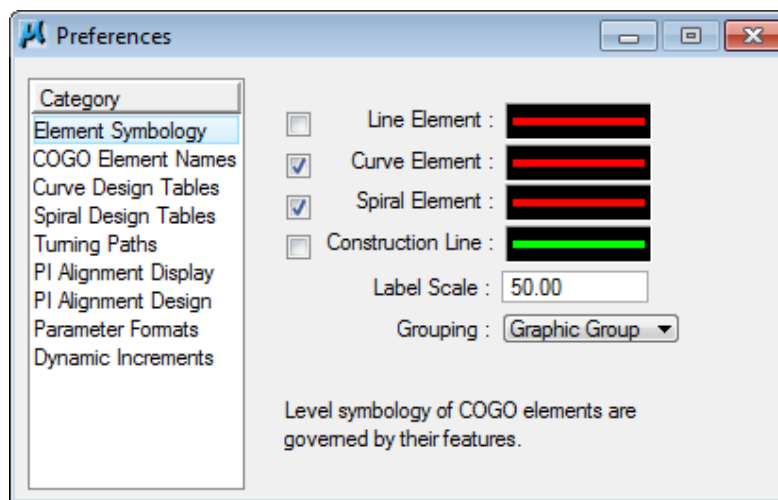 Preferences
Category
Element Symbology
COGO Element Names
Curve Design Tables
Spiral Design Tables
Turning Paths
PI Alignment Display
PI Alignment Design
Parameter Formats
Dynamic Increments
Line Element :
Curve Element :
Spiral Element :
Construction Line :
Label Scale : 50.00
Grouping : Graphic Group
Level symbology of COGO elements are
governed by their features.